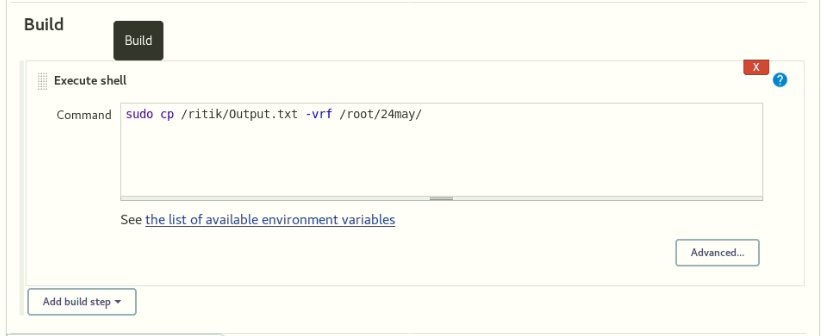 Build
Build
X
Execute shell
?
Command
sudo cp /ritik/Output.txt -vrf /root/24may/
See the list of available environment variables
Advanced...
Add build step